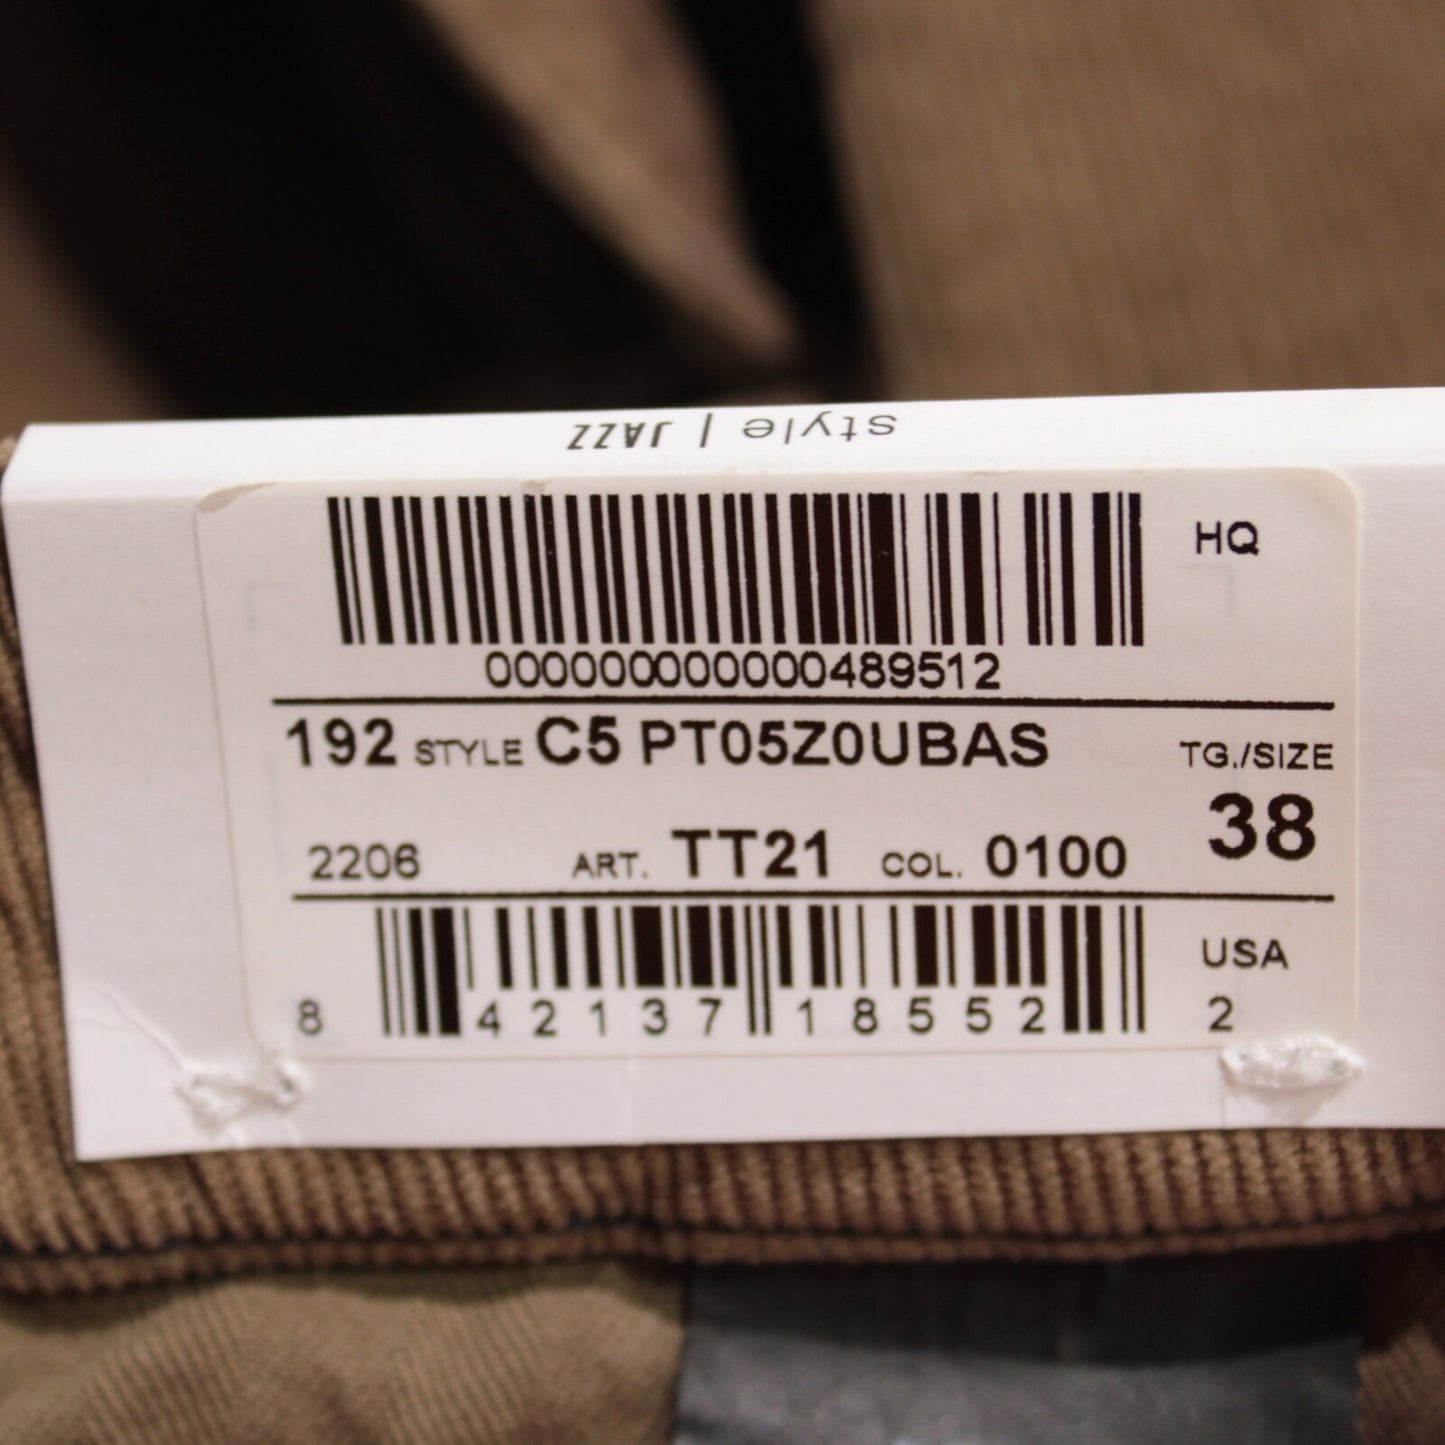 style | JAZZ
HQ
000000000000489512
192 STYLE C5 PT05Z0UBAS TG./SIZE
38
2206 ART. TT21 COL. 0100
USA
8 42137 18552 2